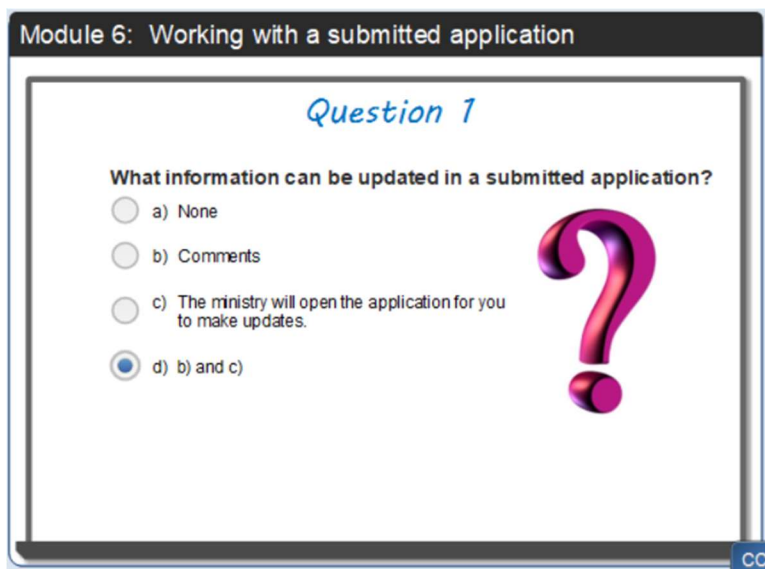 Module 6: Working with a submitted application
Question 1
What information can be updated in a submitted application?
a) None
b) Comments
c) The ministry will open the application for you
to make updates.
d) b) and c)